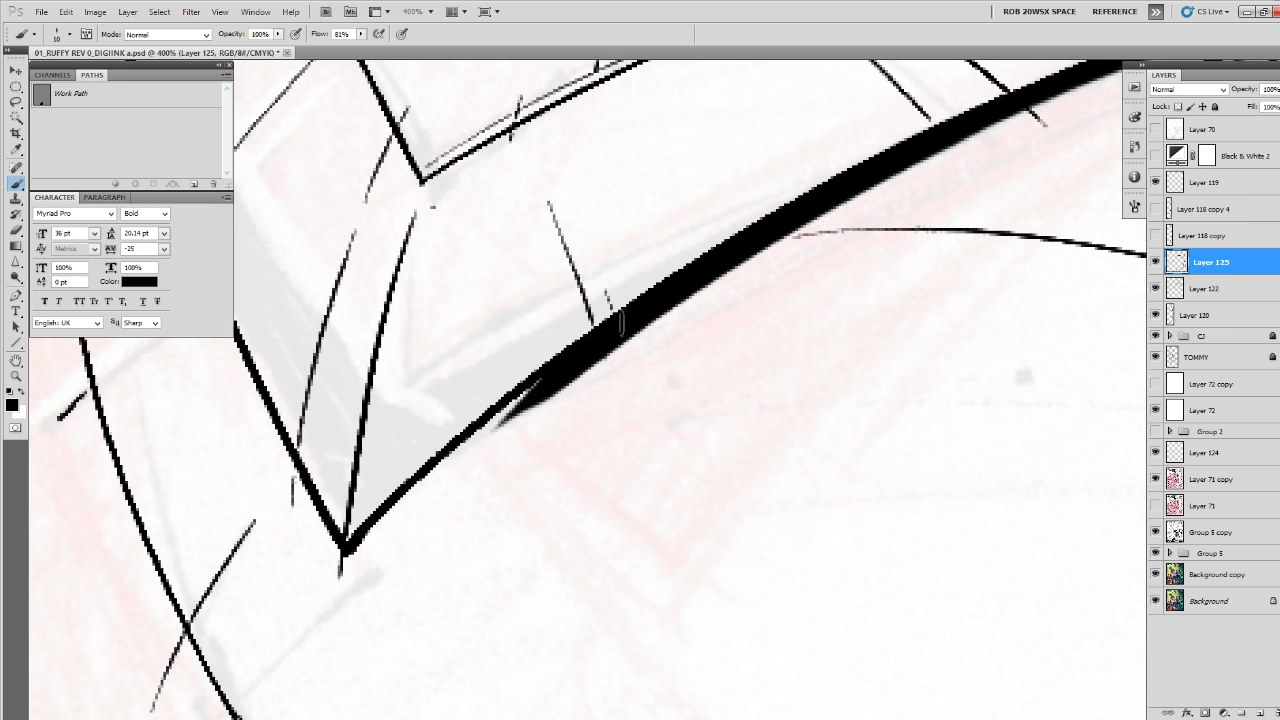 Ps File Edit Image Layer Select Filter View Window Help Br Mb 400% ROB 20WSX SPACE REFERENCE CS Live
10 Mode: Normal Opacity: 100% Flow: 81%
01_RUFFY REV 0_DIGIINK a.psd @ 400% (Layer 125, RGB/8#/CMYK) *
CHANNELS PATHS
Work Path
CHARACTER PARAGRAPH
Myriad Pro Bold
36 pt 20.14 pt
Metrics -25
100% 100%
0 pt Color:
English: UK Sharp
LAYERS
Normal Opacity: 100%
Lock: Fill: 100%
Layer 70
Black & White 2
Layer 119
Layer 118 copy 4
Layer 118 copy
Layer 125
Layer 122
Layer 120
CJ
TOMMY
Layer 72 copy
Layer 72
Group 2
Layer 124
Layer 71 copy
Layer 71
Group 5 copy
Group 5
Background copy
Background